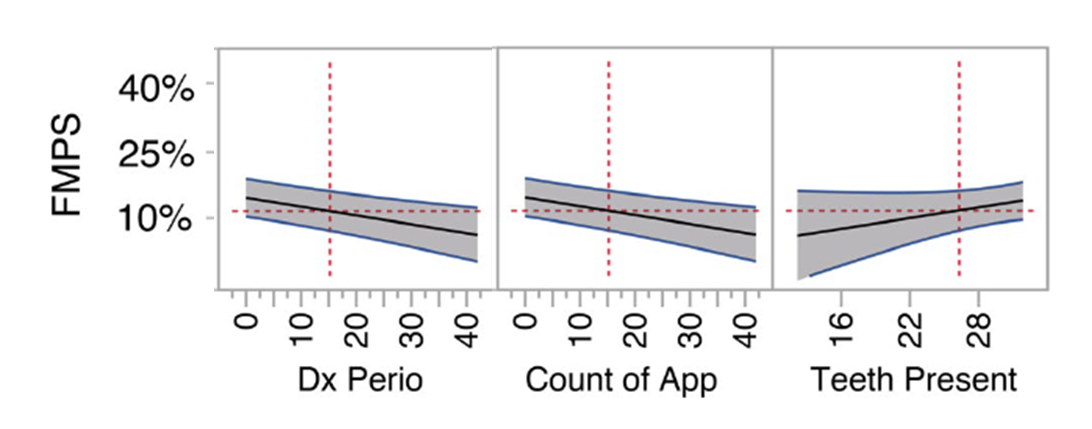 FMPS
40%
25%
10%
0 10 20 30 40
0 10 20 30 40
16 22 28
Dx Perio
Count of App
Teeth Present